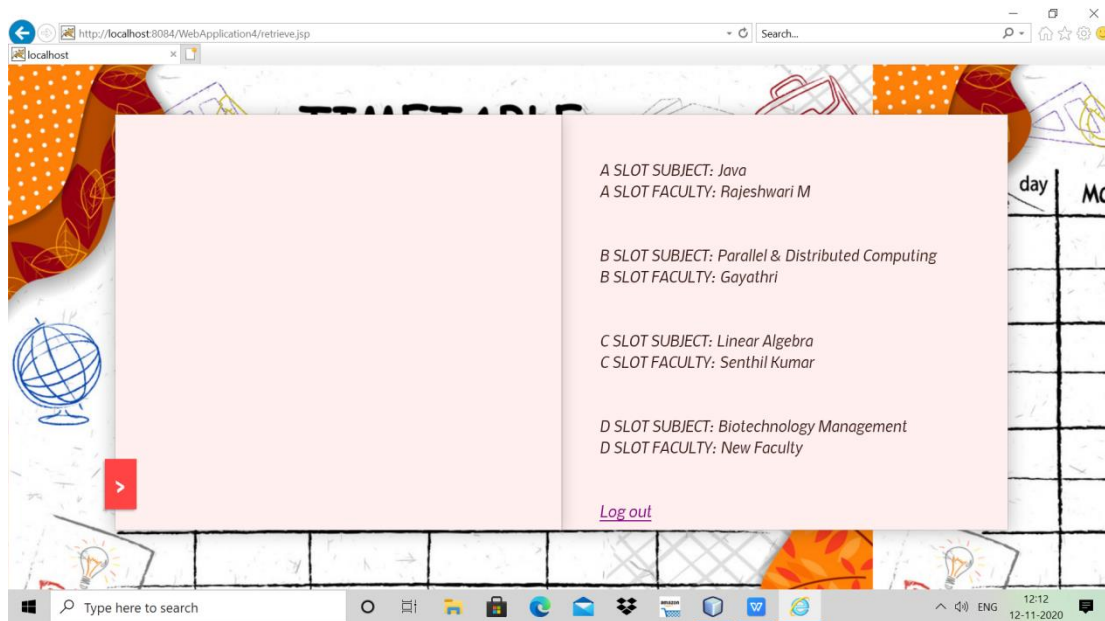 http://localhost:8084/WebApplication4/retrieve.jsp
Search...
localhost
TIMETABLE
A SLOT SUBJECT: Java
A SLOT FACULTY: Rajeshwari M
day
B SLOT SUBJECT: Parallel & Distributed Computing
B SLOT FACULTY: Gayathri
C SLOT SUBJECT: Linear Algebra
C SLOT FACULTY: Senthil Kumar
D SLOT SUBJECT: Biotechnology Management
D SLOT FACULTY: New Faculty
>
Log out
Type here to search
amazon
W
ENG
12:12
12-11-2020